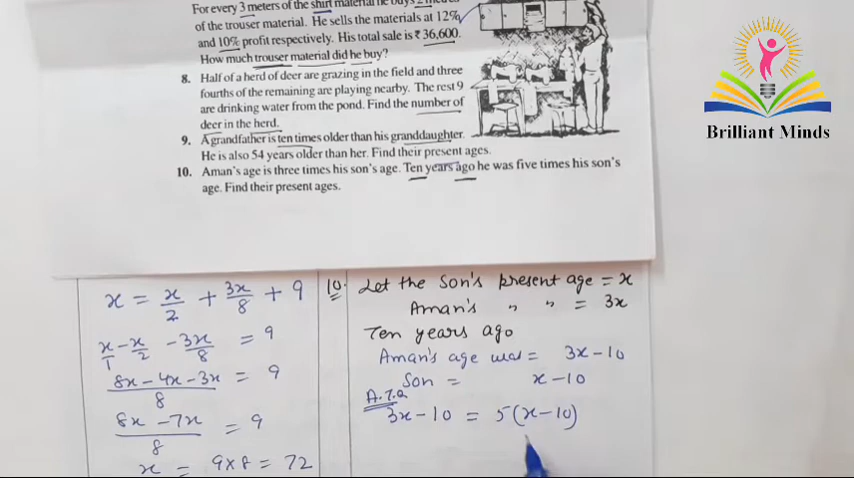 For every 3 meters of the shirt material he buys 2 meters
of the trouser material. He sells the materials at 12%
and 10% profit respectively. His total sale is ₹ 36,600.
How much trouser material did he buy?
8. Half of a herd of deer are grazing in the field and three
fourths of the remaining are playing nearby. The rest 9
are drinking water from the pond. Find the number of
deer in the herd.
9. A grandfather is ten times older than his granddaughter.
He is also 54 years older than her. Find their present ages.
10. Aman's age is three times his son's age. Ten years ago he was five times his son's
age. Find their present ages.
Brilliant Minds
x = x/2 + 3x/8 + 9
x/1 - x/2 - 3x/8 = 9
8x - 4x - 3x/8 = 9
8x - 7x/8 = 9
x = 9x8 = 72
10. Let the Son's present age = x
Aman's " " = 3x
Ten years ago
Aman's age was = 3x-10
Son = x-10
A.T.Q
3x-10 = 5(x-10)